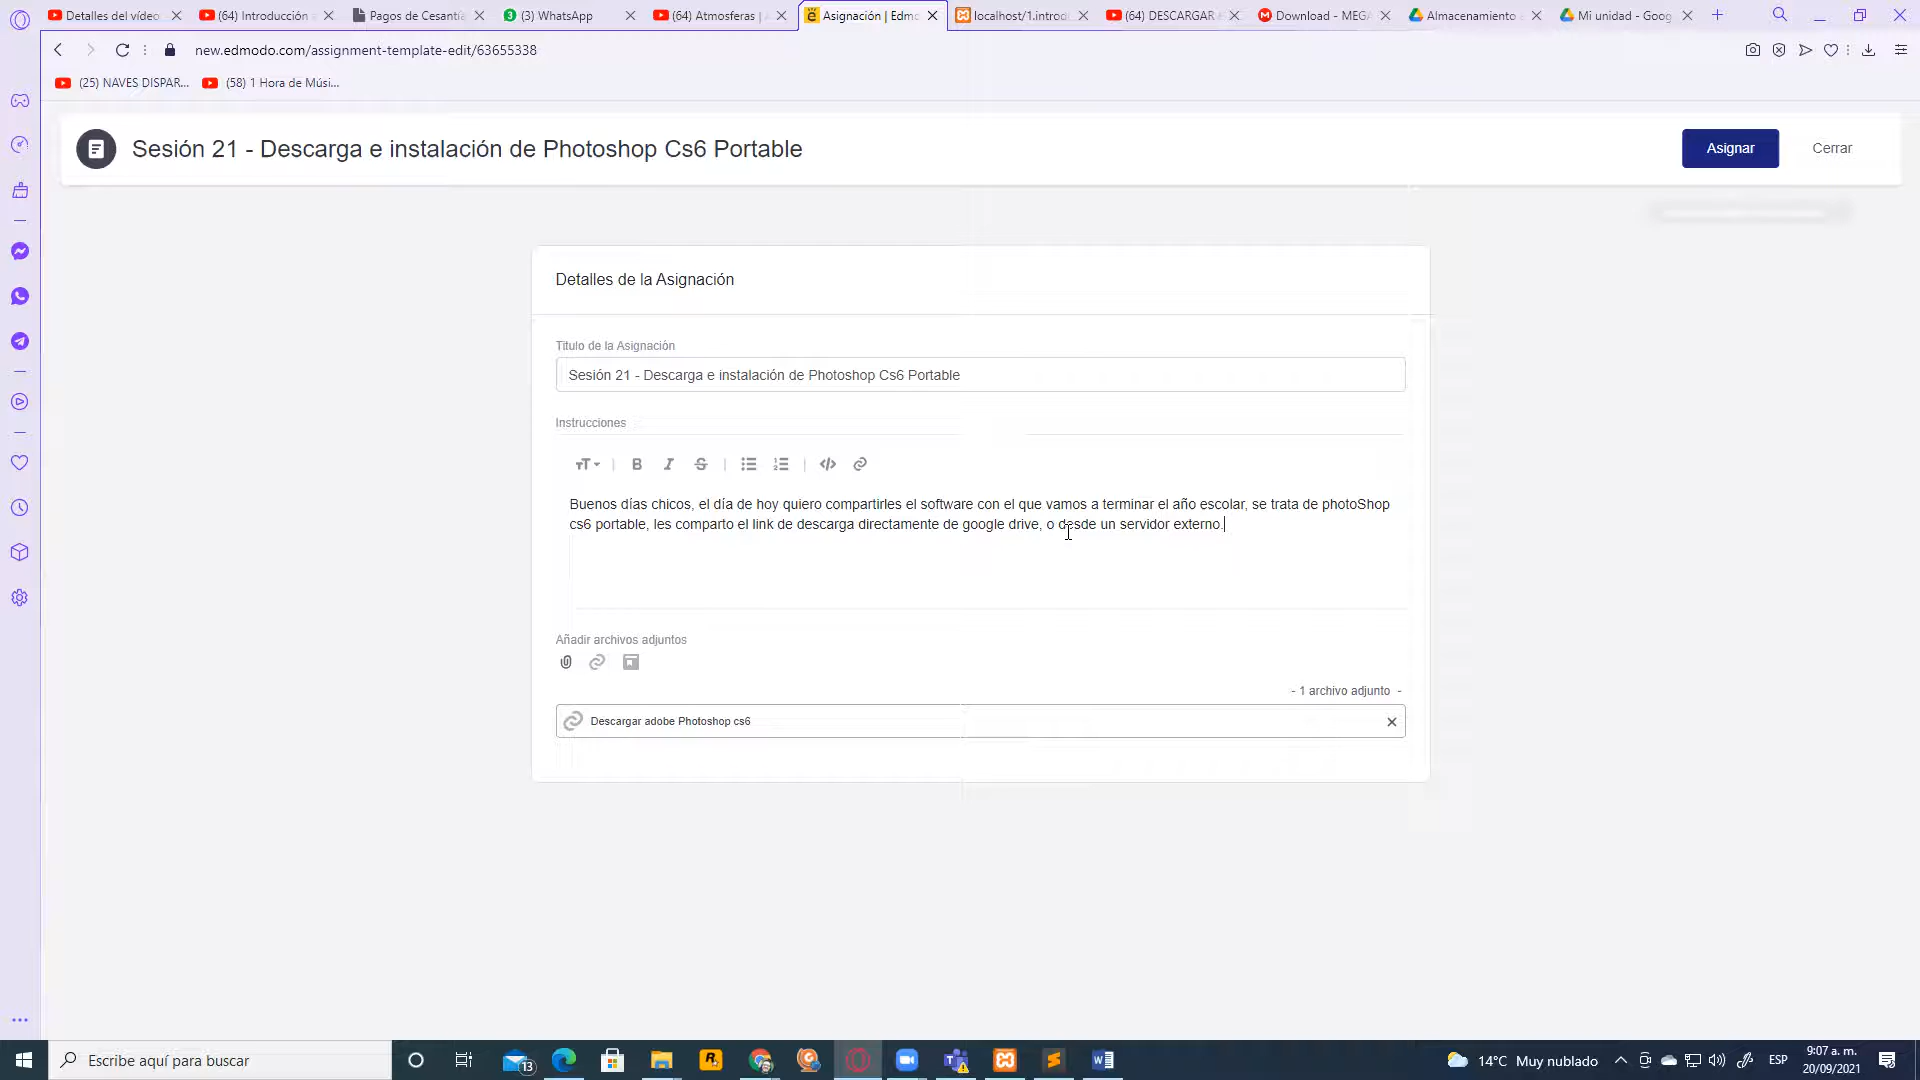 Detalles del vídeo
(64) Introducción
Pagos de Cesantía
(3) WhatsApp
(64) Atmosferas |
Asignación | Edmo
localhost/1.introdu
(64) DESCARGAR
Download - MEGA
Almacenamiento
Mi unidad - Goog
new.edmodo.com/assignment-template-edit/63655338
(25) NAVES DISPAR...
(58) 1 Hora de Músi...
Sesión 21 - Descarga e instalación de Photoshop Cs6 Portable
Asignar
Cerrar
Detalles de la Asignación
Título de la Asignación
Sesión 21 - Descarga e instalación de Photoshop Cs6 Portable
Instrucciones
Buenos días chicos, el día de hoy quiero compartirles el software con el que vamos a terminar el año escolar, se trata de photoShop
cs6 portable, les comparto el link de descarga directamente de google drive, o desde un servidor externo.
Añadir archivos adjuntos
- 1 archivo adjunto -
Descargar adobe Photoshop cs6
Escribe aquí para buscar
13
14°C Muy nublado
ESP
9:07 a. m.
20/09/2021